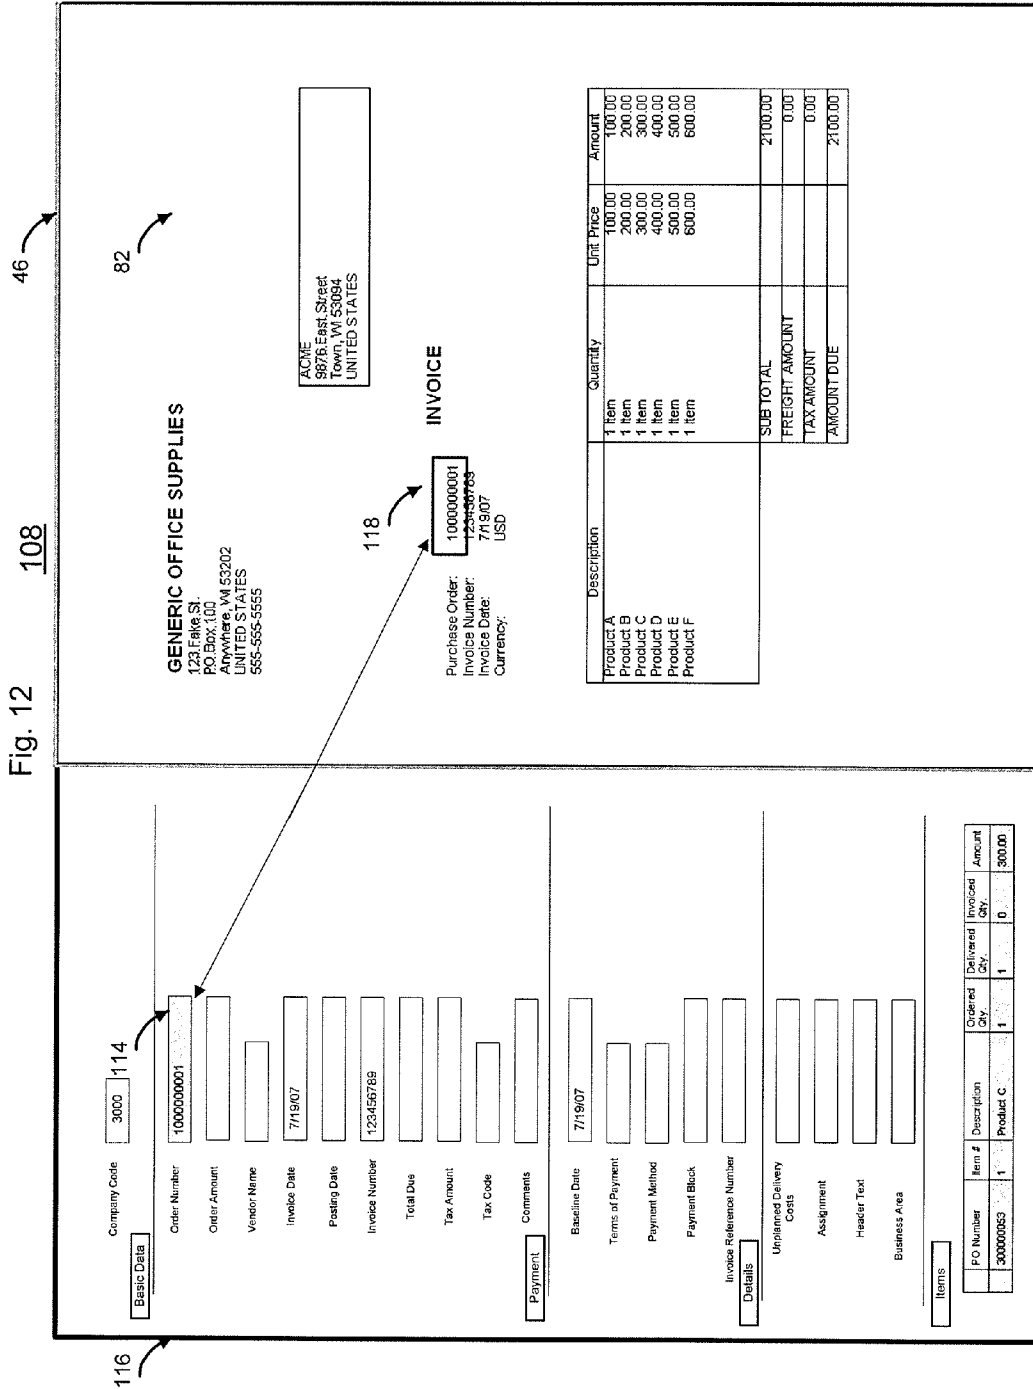 Fig. 12
108
46
82
116
Company Code 3000
114
Basic Data
Order Number 1000000001
Order Amount
Vendor Name
Invoice Date 7/19/07
Posting Date
Invoice Number 123456789
Total Due
Tax Amount
Tax Code
Comments
Payment
Baseline Date 7/19/07
Terms of Payment
Payment Method
Payment Block
Invoice Reference Number
Details
Unplanned Delivery
Costs
Assignment
Header Text
Business Area
Items
PO Number Item # Description Ordered Qty. Delivered Qty. Invoiced Qty. Amount
300000053 1 Product C 1 1 0 300.00
GENERIC OFFICE SUPPLIES
123 Fake St.
P.O.Box 100
Anywhere, WI 53202
UNITED STATES
555-555-5555
ACME
9876 East Street
Town, WI 53094
UNITED STATES
118
INVOICE
Purchase Order: 1000000001
Invoice Number: 123456789
Invoice Date: 7/19/07
Currency: USD
Description Quantity Unit Price Amount
Product A 1 Item 100.00 100.00
Product B 1 Item 200.00 200.00
Product C 1 Item 300.00 300.00
Product D 1 Item 400.00 400.00
Product E 1 Item 500.00 500.00
Product F 1 Item 600.00 600.00
SUB TOTAL 2100.00
FREIGHT AMOUNT 0.00
TAX AMOUNT 0.00
AMOUNT DUE 2100.00